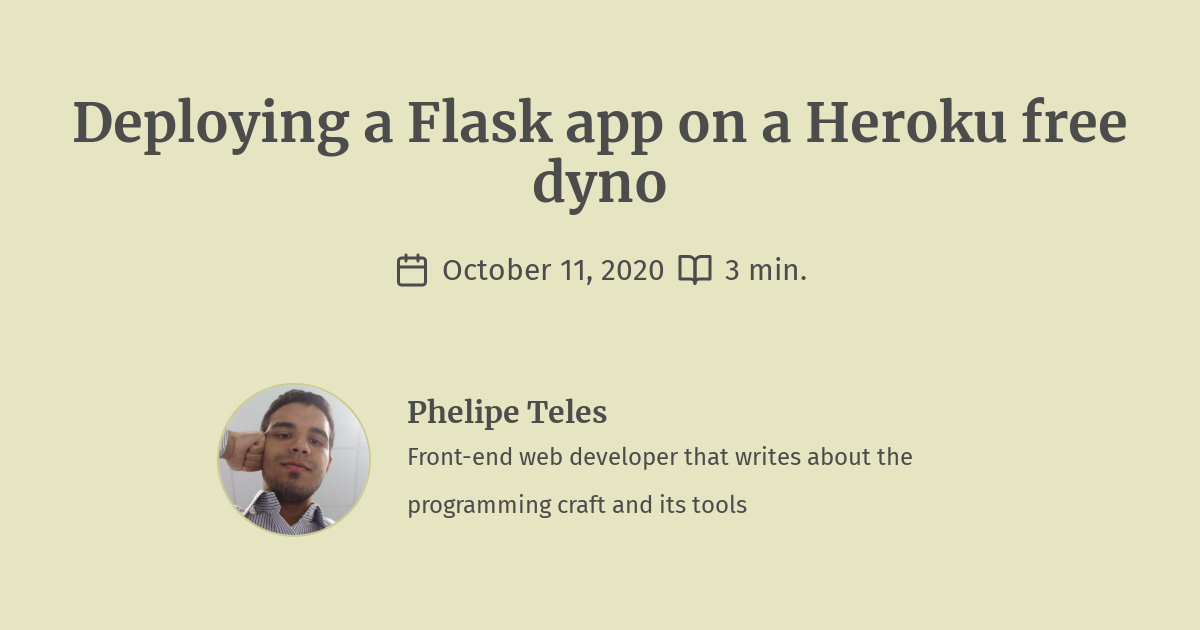 Deploying a Flask app on a Heroku free
dyno
October 11, 2020 3 min.
Phelipe Teles
Front-end web developer that writes about the
programming craft and its tools